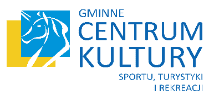 GMINNE
CENTRUM
KULTURY
SPORTU, TURYSTYKI
I REKREACJI